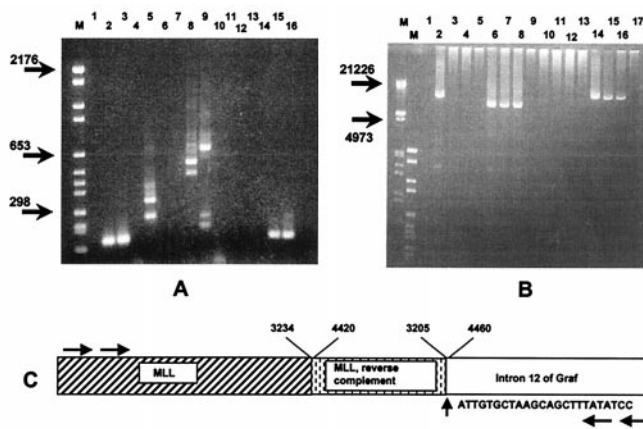 1 3 5 7 9 11 13 15
M 2 4 6 8 10 12 14 16
2176
653
298
A
M 1 3 4 5 7 9 11 13 15 17
M 2 6 8 10 12 14 16
21226
4973
B
3234 4420 3205 4460
C MLL MLL, reverse complement Intron 12 of Graf
ATTGTGCTAAGCAGCTTTATATCC